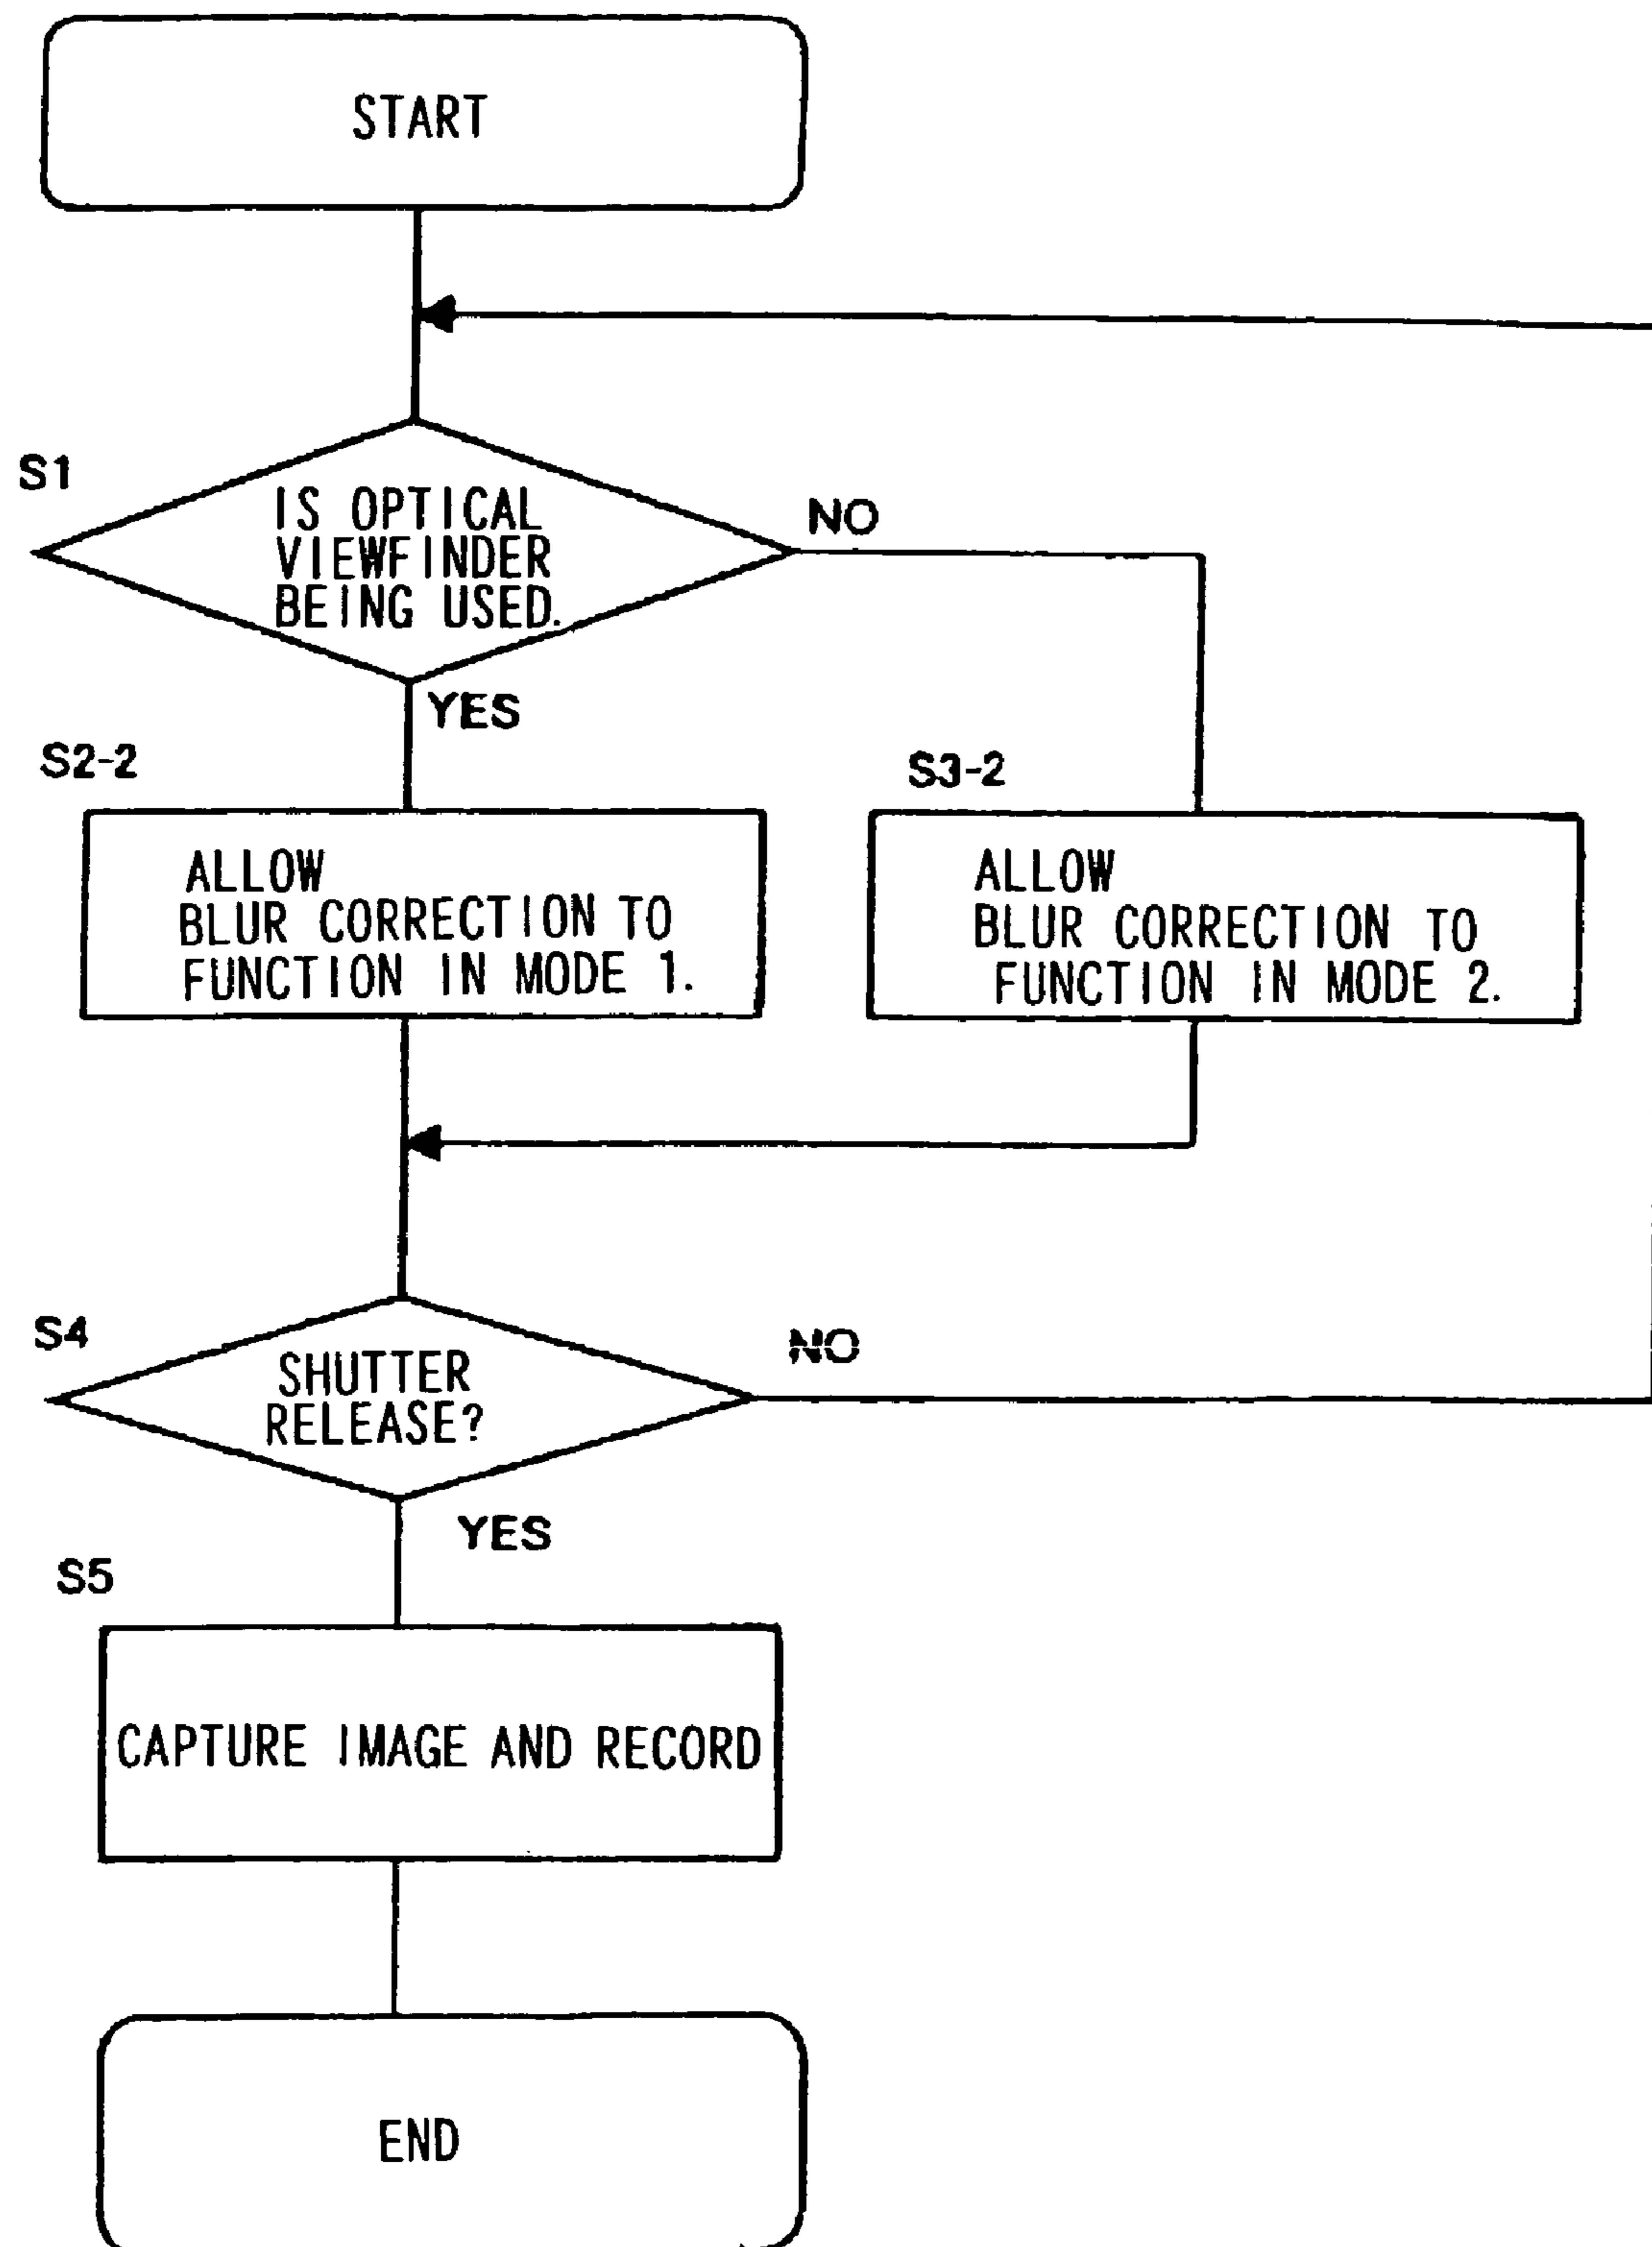 START
S1
IS OPTICAL
VIEWFINDER
BEING USED.
NO
YES
S2-2
ALLOW
BLUR CORRECTION TO
FUNCTION IN MODE 1.
S3-2
ALLOW
BLUR CORRECTION TO
FUNCTION IN MODE 2.
S4
SHUTTER
RELEASE?
NO
YES
S5
CAPTURE IMAGE AND RECORD
END